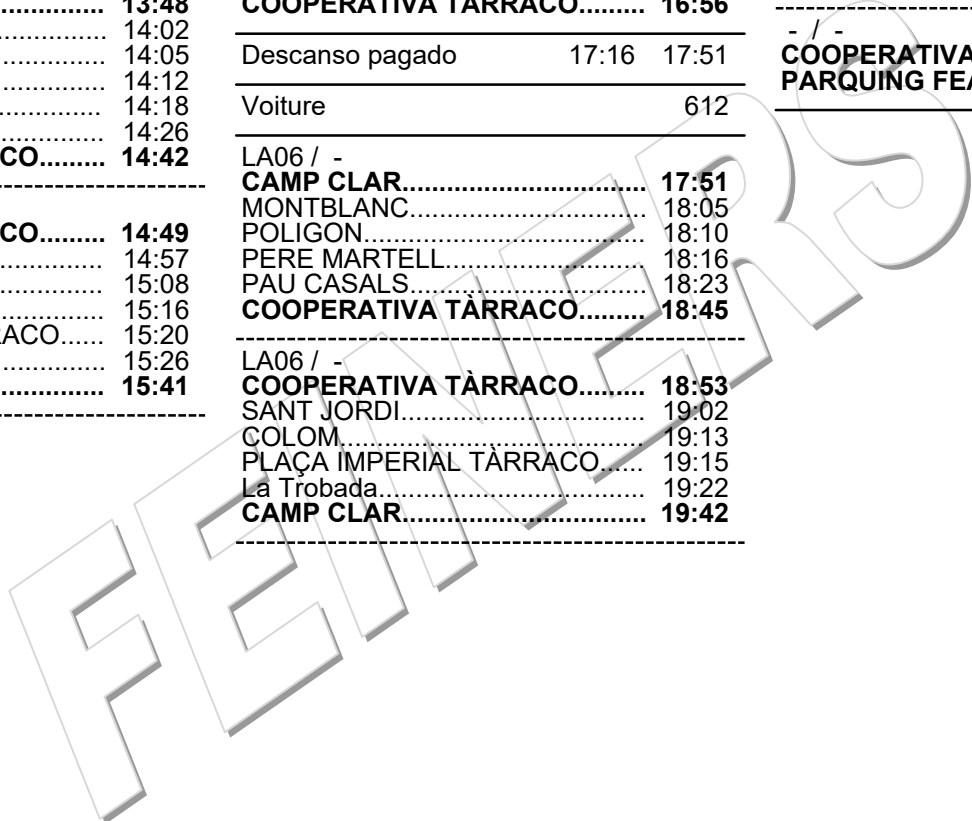 13:48
14:02
14:05
14:12
14:18
14:26
CO......... 14:42
CO......... 14:49
14:57
15:08
15:16
ACO...... 15:20
15:26
15:41
COOPERATIVA TÀRRACO......... 16:56
Descanso pagado 17:16 17:51
Voiture 612
LA06 / -
CAMP CLAR................................. 17:51
MONTBLANC................................ 18:05
POLIGON...................................... 18:10
PERE MARTELL........................... 18:16
PAU CASALS................................ 18:23
COOPERATIVA TÀRRACO......... 18:45
LA06 / -
COOPERATIVA TÀRRACO......... 18:53
SANT JORDI................................. 19:02
COLOM......................................... 19:13
PLAÇA IMPERIAL TÀRRACO...... 19:15
La Trobada.................................... 19:22
CAMP CLAR................................. 19:42
- / -
COOPERATIVA
PARQUING FEA
FEINERS